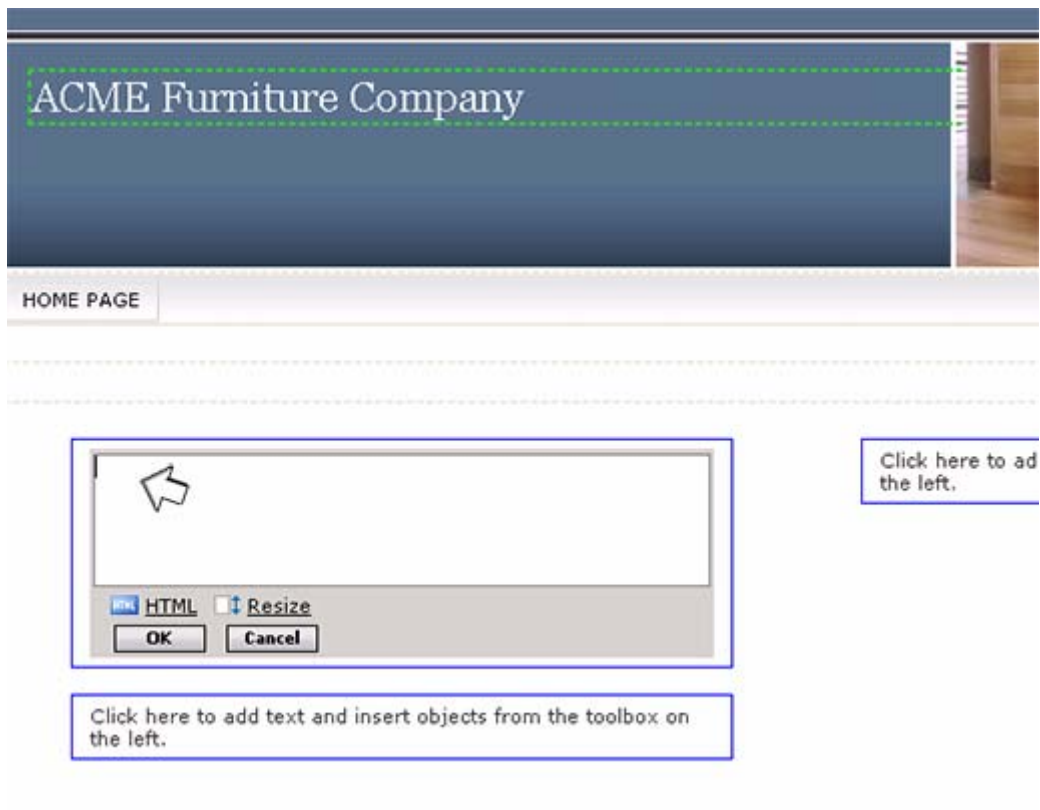 ACME Furniture Company
HOME PAGE
Click here to ad
the left.
HTML HTML Resize
OK Cancel
Click here to add text and insert objects from the toolbox on
the left.